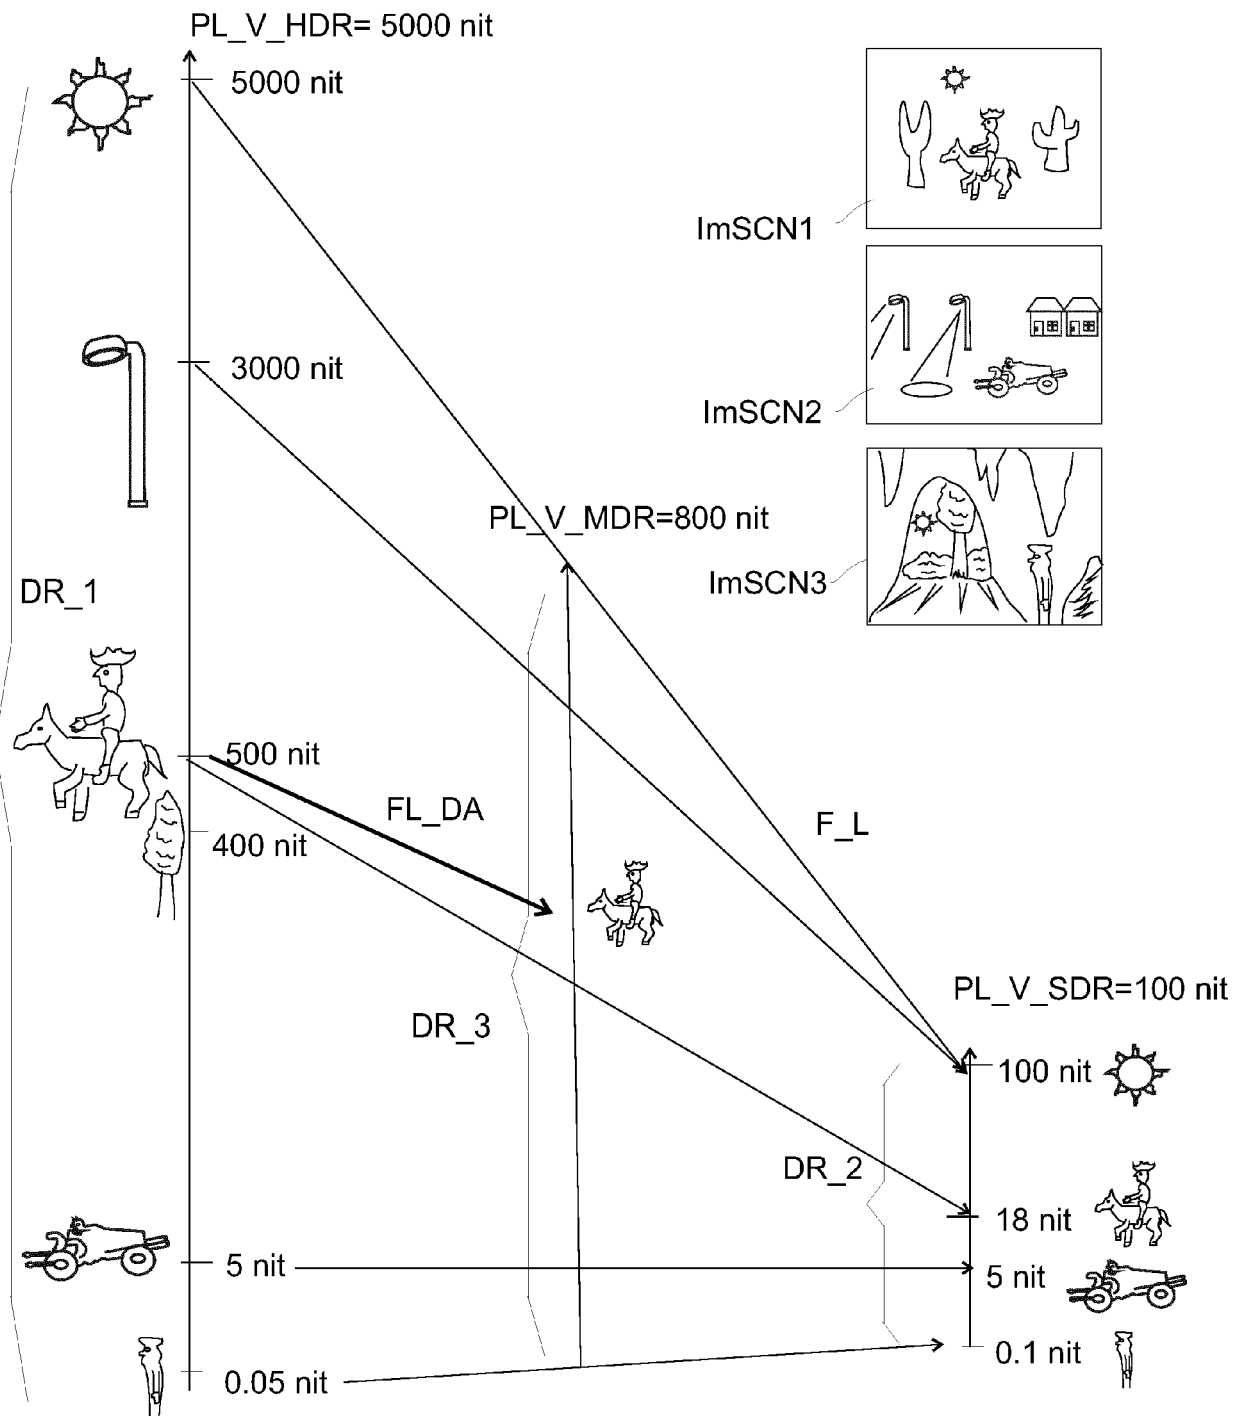 PL_V_HDR= 5000 nit
5000 nit
ImSCN1
3000 nit
ImSCN2
PL_V_MDR=800 nit
ImSCN3
DR_1
500 nit
FL_DA
F_L
400 nit
PL_V_SDR=100 nit
DR_3
100 nit
DR_2
18 nit
5 nit
5 nit
0.1 nit
0.05 nit